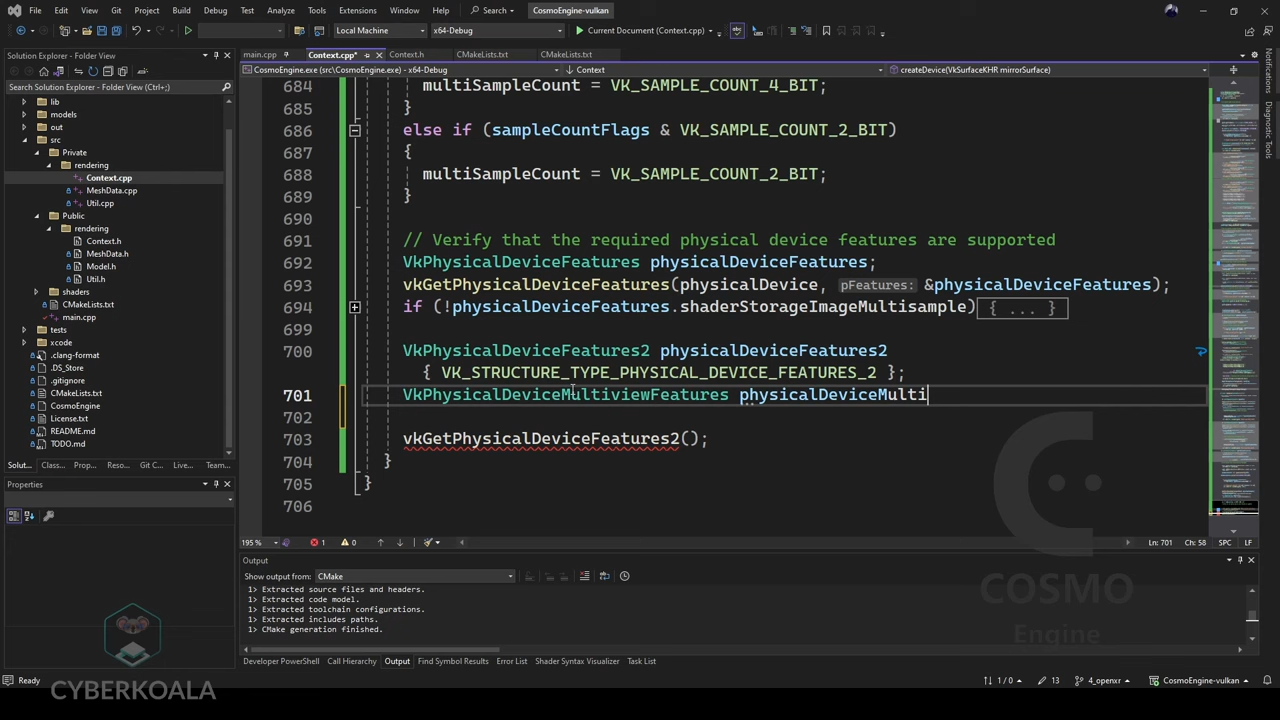 File Edit View Git Project Build Debug Test Analyze Tools Extensions Window Help Search CosmoEngine-vulkan
Local Machine x64-Debug Current Document (Context.cpp)
Solution Explorer - Folder View
Search Solution Explorer - Folder View (Ctrl+;)
lib
models
out
src
Private
rendering
Context.cpp
MeshData.cpp
Util.cpp
Public
rendering
Context.h
MeshData.h
Model.h
Util.h
shaders
CMakeLists.txt
main.cpp
tests
xcode
.clang-format
.DS_Store
.gitignore
CMakeLists.txt
CosmoEngine
README.md
TODO.md
Solut... Class... Prop... Reso... Git C... Live... Team...
Properties
main.cpp Context.cpp* Context.h CMakeLists.txt CMakeLists.txt
CosmoEngine.exe (src\CosmoEngine.exe) - x64-Debug Context createDevice(VkSurfaceKHR mirrorSurface)
684 multiSampleCount = VK_SAMPLE_COUNT_4_BIT;
685 }
686 else if (sampleCountFlags & VK_SAMPLE_COUNT_2_BIT)
687 {
688 multiSampleCount = VK_SAMPLE_COUNT_2_BIT;
689 }
690
691 // Verify that the required physical device features are supported
692 VkPhysicalDeviceFeatures physicalDeviceFeatures;
693 vkGetPhysicalDeviceFeatures(physicalDevice, pFeatures: &physicalDeviceFeatures);
694 if (!physicalDeviceFeatures.shaderStorageImageMultisample) { ... }
699
700 VkPhysicalDeviceFeatures2 physicalDeviceFeatures2
{ VK_STRUCTURE_TYPE_PHYSICAL_DEVICE_FEATURES_2 };
701 VkPhysicalDeviceMultiviewFeatures physicalDeviceMulti
702
703 vkGetPhysicalDeviceFeatures2();
704 }
705 }
706
195 % 1 0 Ln: 701 Ch: 58 SPC LF
Output
Show output from: CMake
1> Extracted source files and headers.
1> Extracted code model.
1> Extracted toolchain configurations.
1> Extracted includes paths.
1> CMake generation finished.
Developer PowerShell Call Hierarchy Output Find Symbol Results Error List Shader Syntax Visualizer Task List
Ready 1 / 0 13 4_openxr CosmoEngine-vulkan
Notifications
Diagnostic Tools
COSMO
Engine
CYBERKOALA